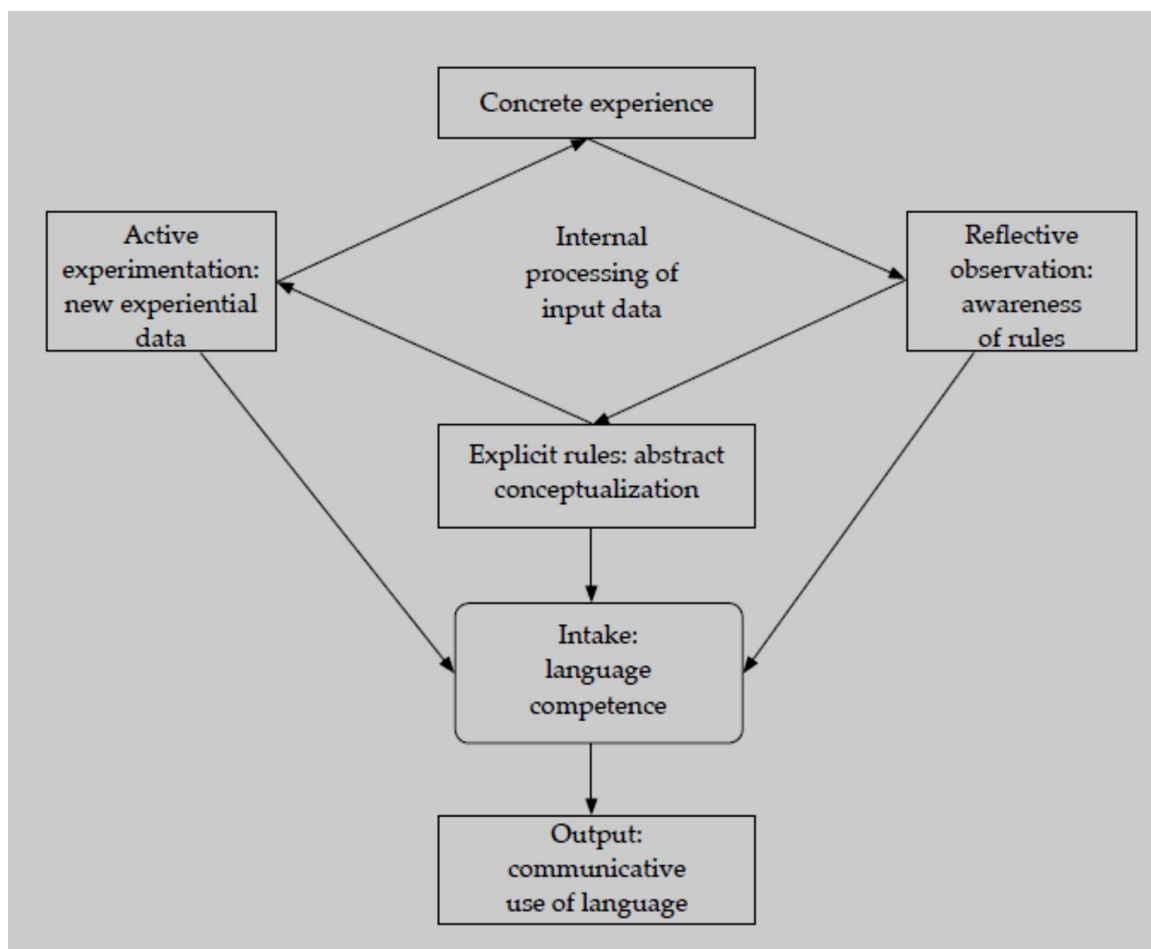 Concrete experience
Active
experimentation:
new experiential
data
Internal
processing of
input data
Reflective
observation:
awareness
of rules
Explicit rules: abstract
conceptualization
Intake:
language
competence
Output:
communicative
use of language